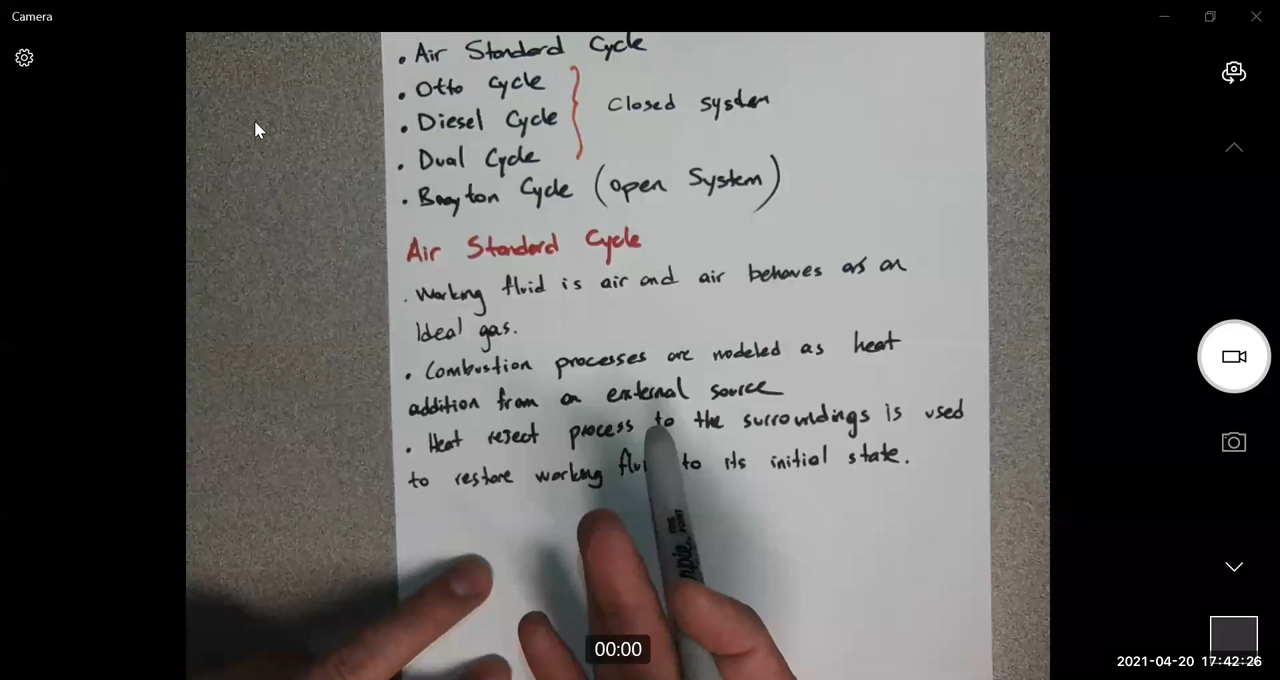 Camera
• Air Standard Cycle
• Otto Cycle
• Diesel Cycle
Closed system
• Dual Cycle
• Brayton Cycle (open System)
Air Standard Cycle
. Working fluid is air and air behaves as an
Ideal gas.
• Combustion processes are modeled as heat
addition from an external source
• Heat reject process to the surroundings is used
to restore working to its initial state.
FINE POINT
00:00
2021-04-20 17:42:26